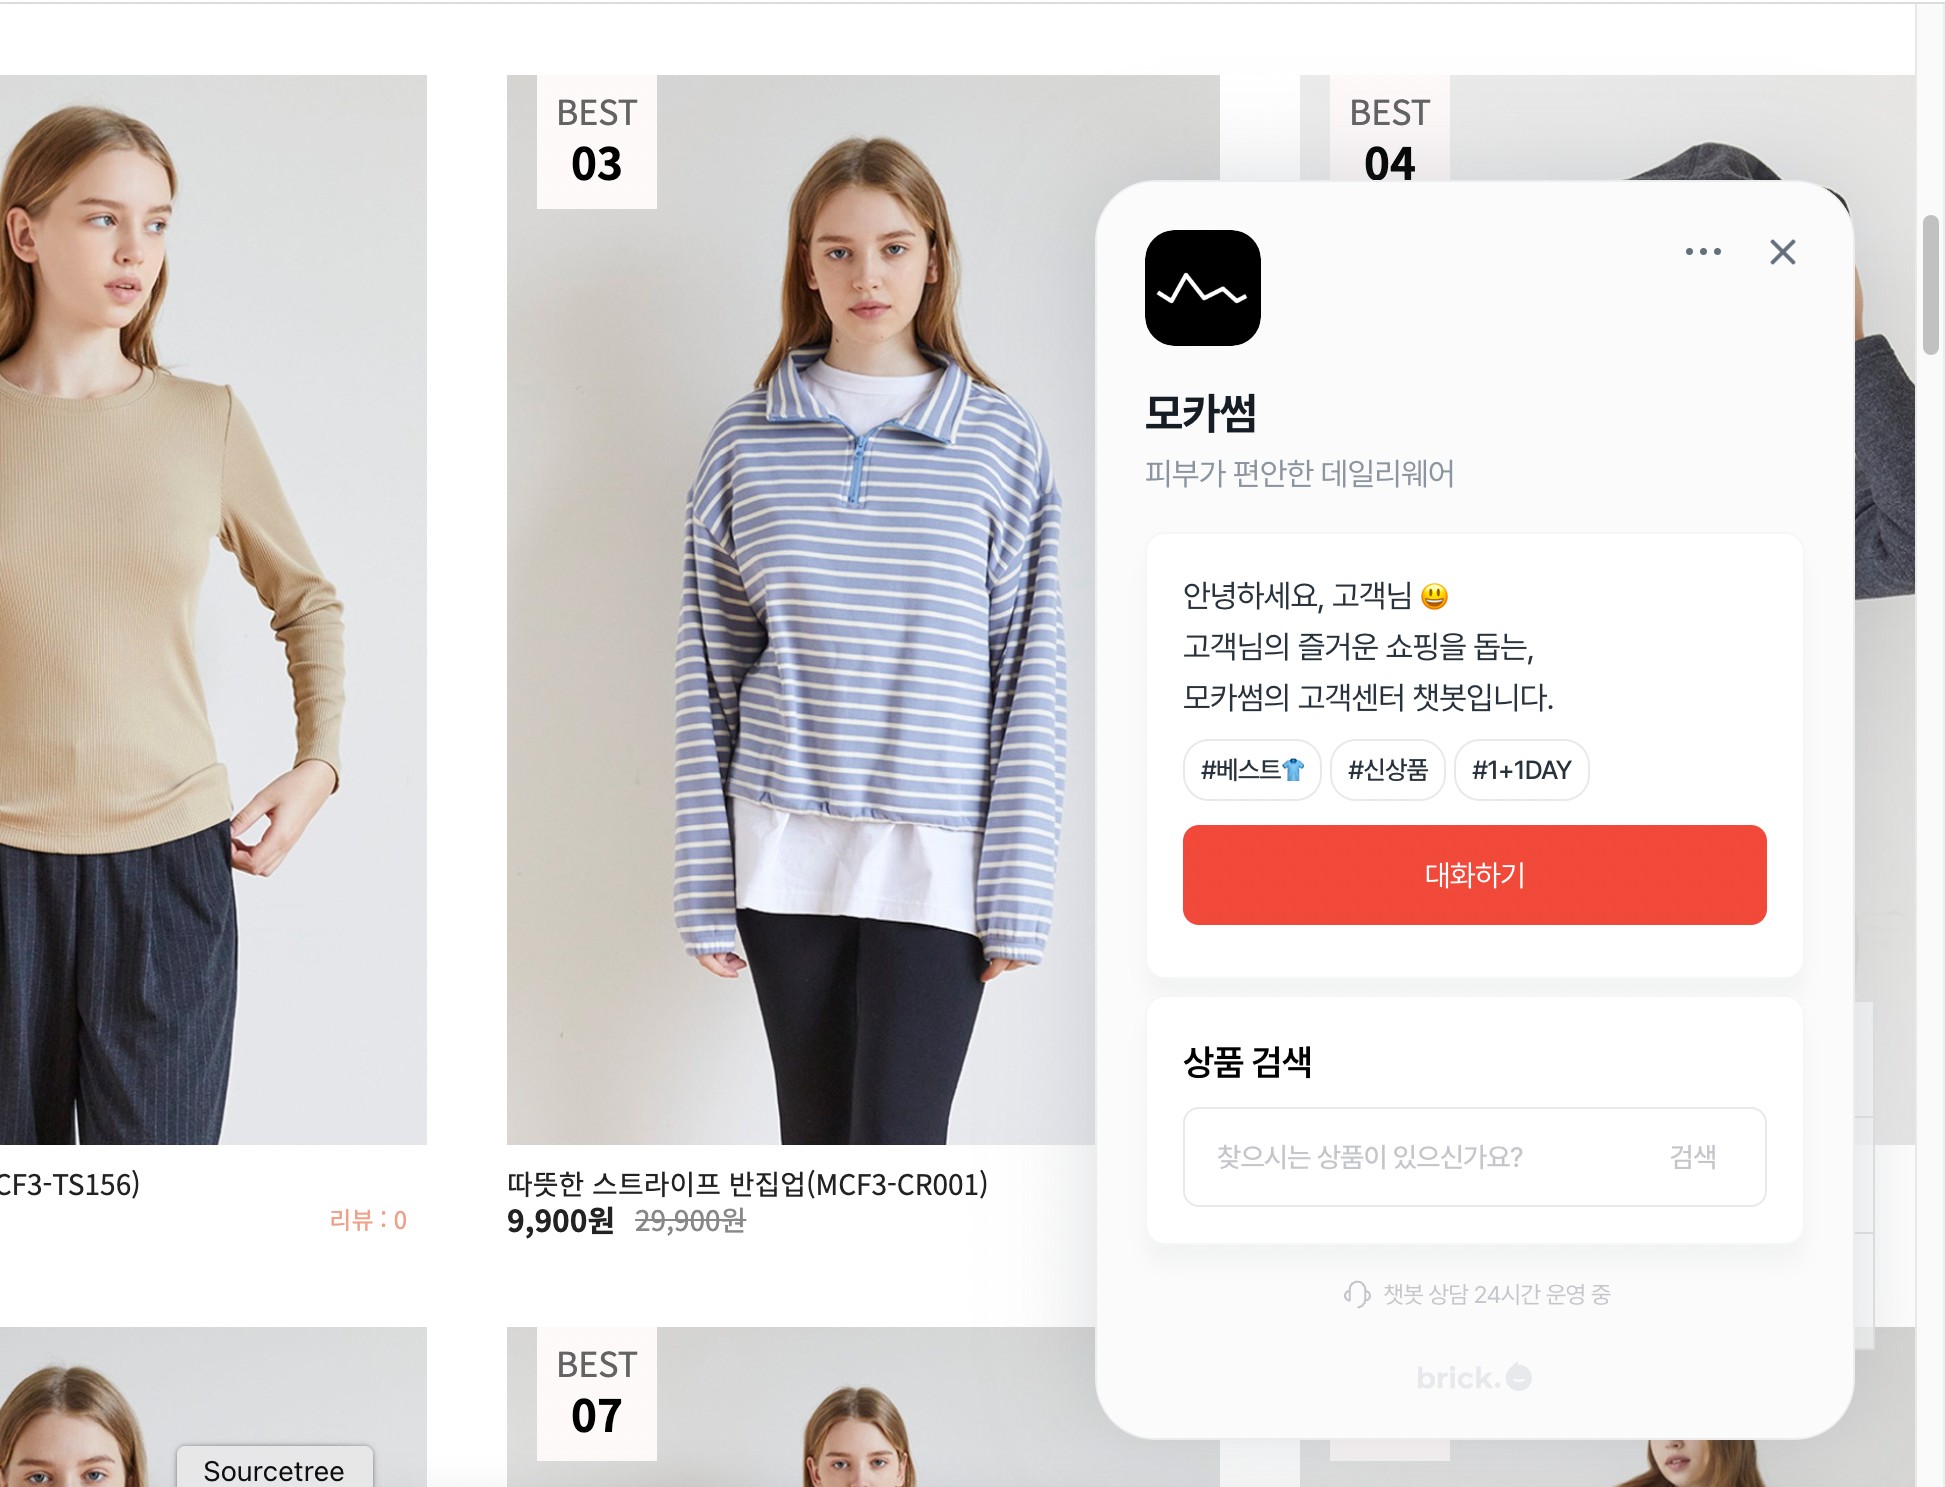 BEST
03
BEST
04
모카썸
피부가 편안한 데일리웨어
안녕하세요, 고객님 😃
고객님의 즐거운 쇼핑을 돕는,
모카썸의 고객센터 챗봇입니다.
#베스트👕 #신상품 #1+1DAY
대화하기
상품 검색
찾으시는 상품이 있으신가요? 검색
챗봇 상담 24시간 운영 중
brick.
CF3-TS156)
리뷰 : 0
따뜻한 스트라이프 반집업(MCF3-CR001)
9,900원 29,900원
BEST
07
Sourcetree